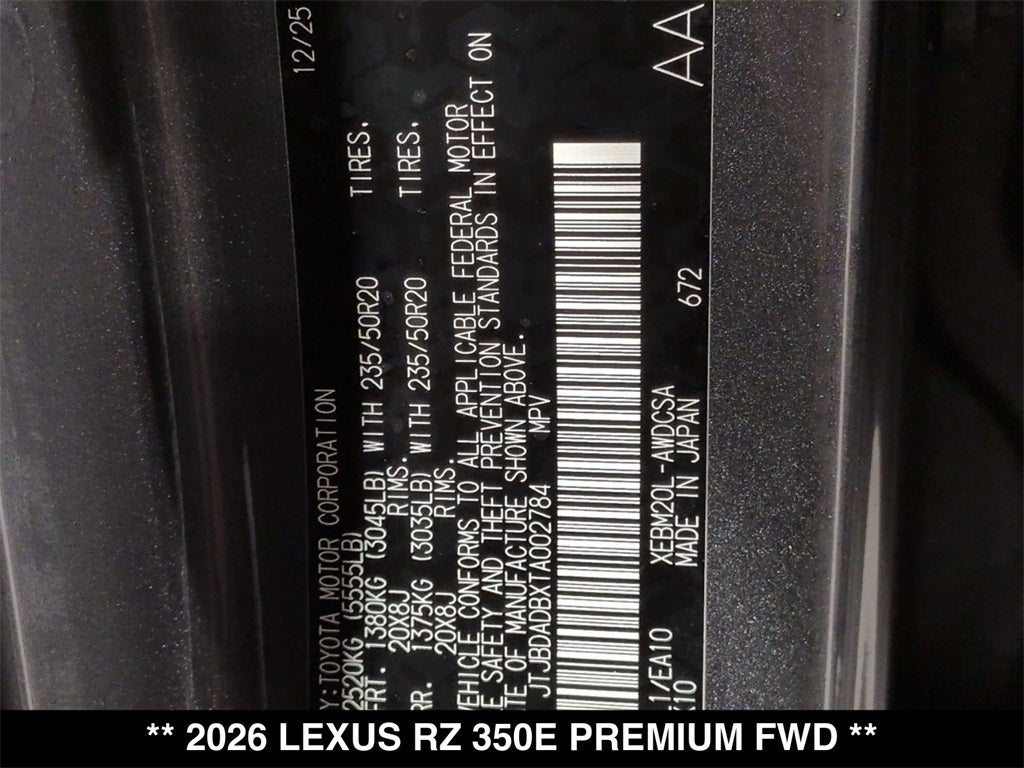 12/25
Y:TOYOTA MOTOR CORPORATION
2520KG (5555LB)
FRT. 1380KG (3045LB) WITH 235/50R20 TIRES.
20X8J RIMS.
RR. 1375KG (3035LB) WITH 235/50R20 TIRES.
20X8J RIMS.
VEHICLE CONFORMS TO ALL APPLICABLE FEDERAL MOTOR
E SAFETY AND THEFT PREVENTION STANDARDS IN EFFECT ON
ATE OF MANUFACTURE SHOWN ABOVE.
JTJBDADBXTA002784 MPV
1/EA10 XEBM20L-AWDCSA 672 AA
10 MADE IN JAPAN
** 2026 LEXUS RZ 350E PREMIUM FWD **